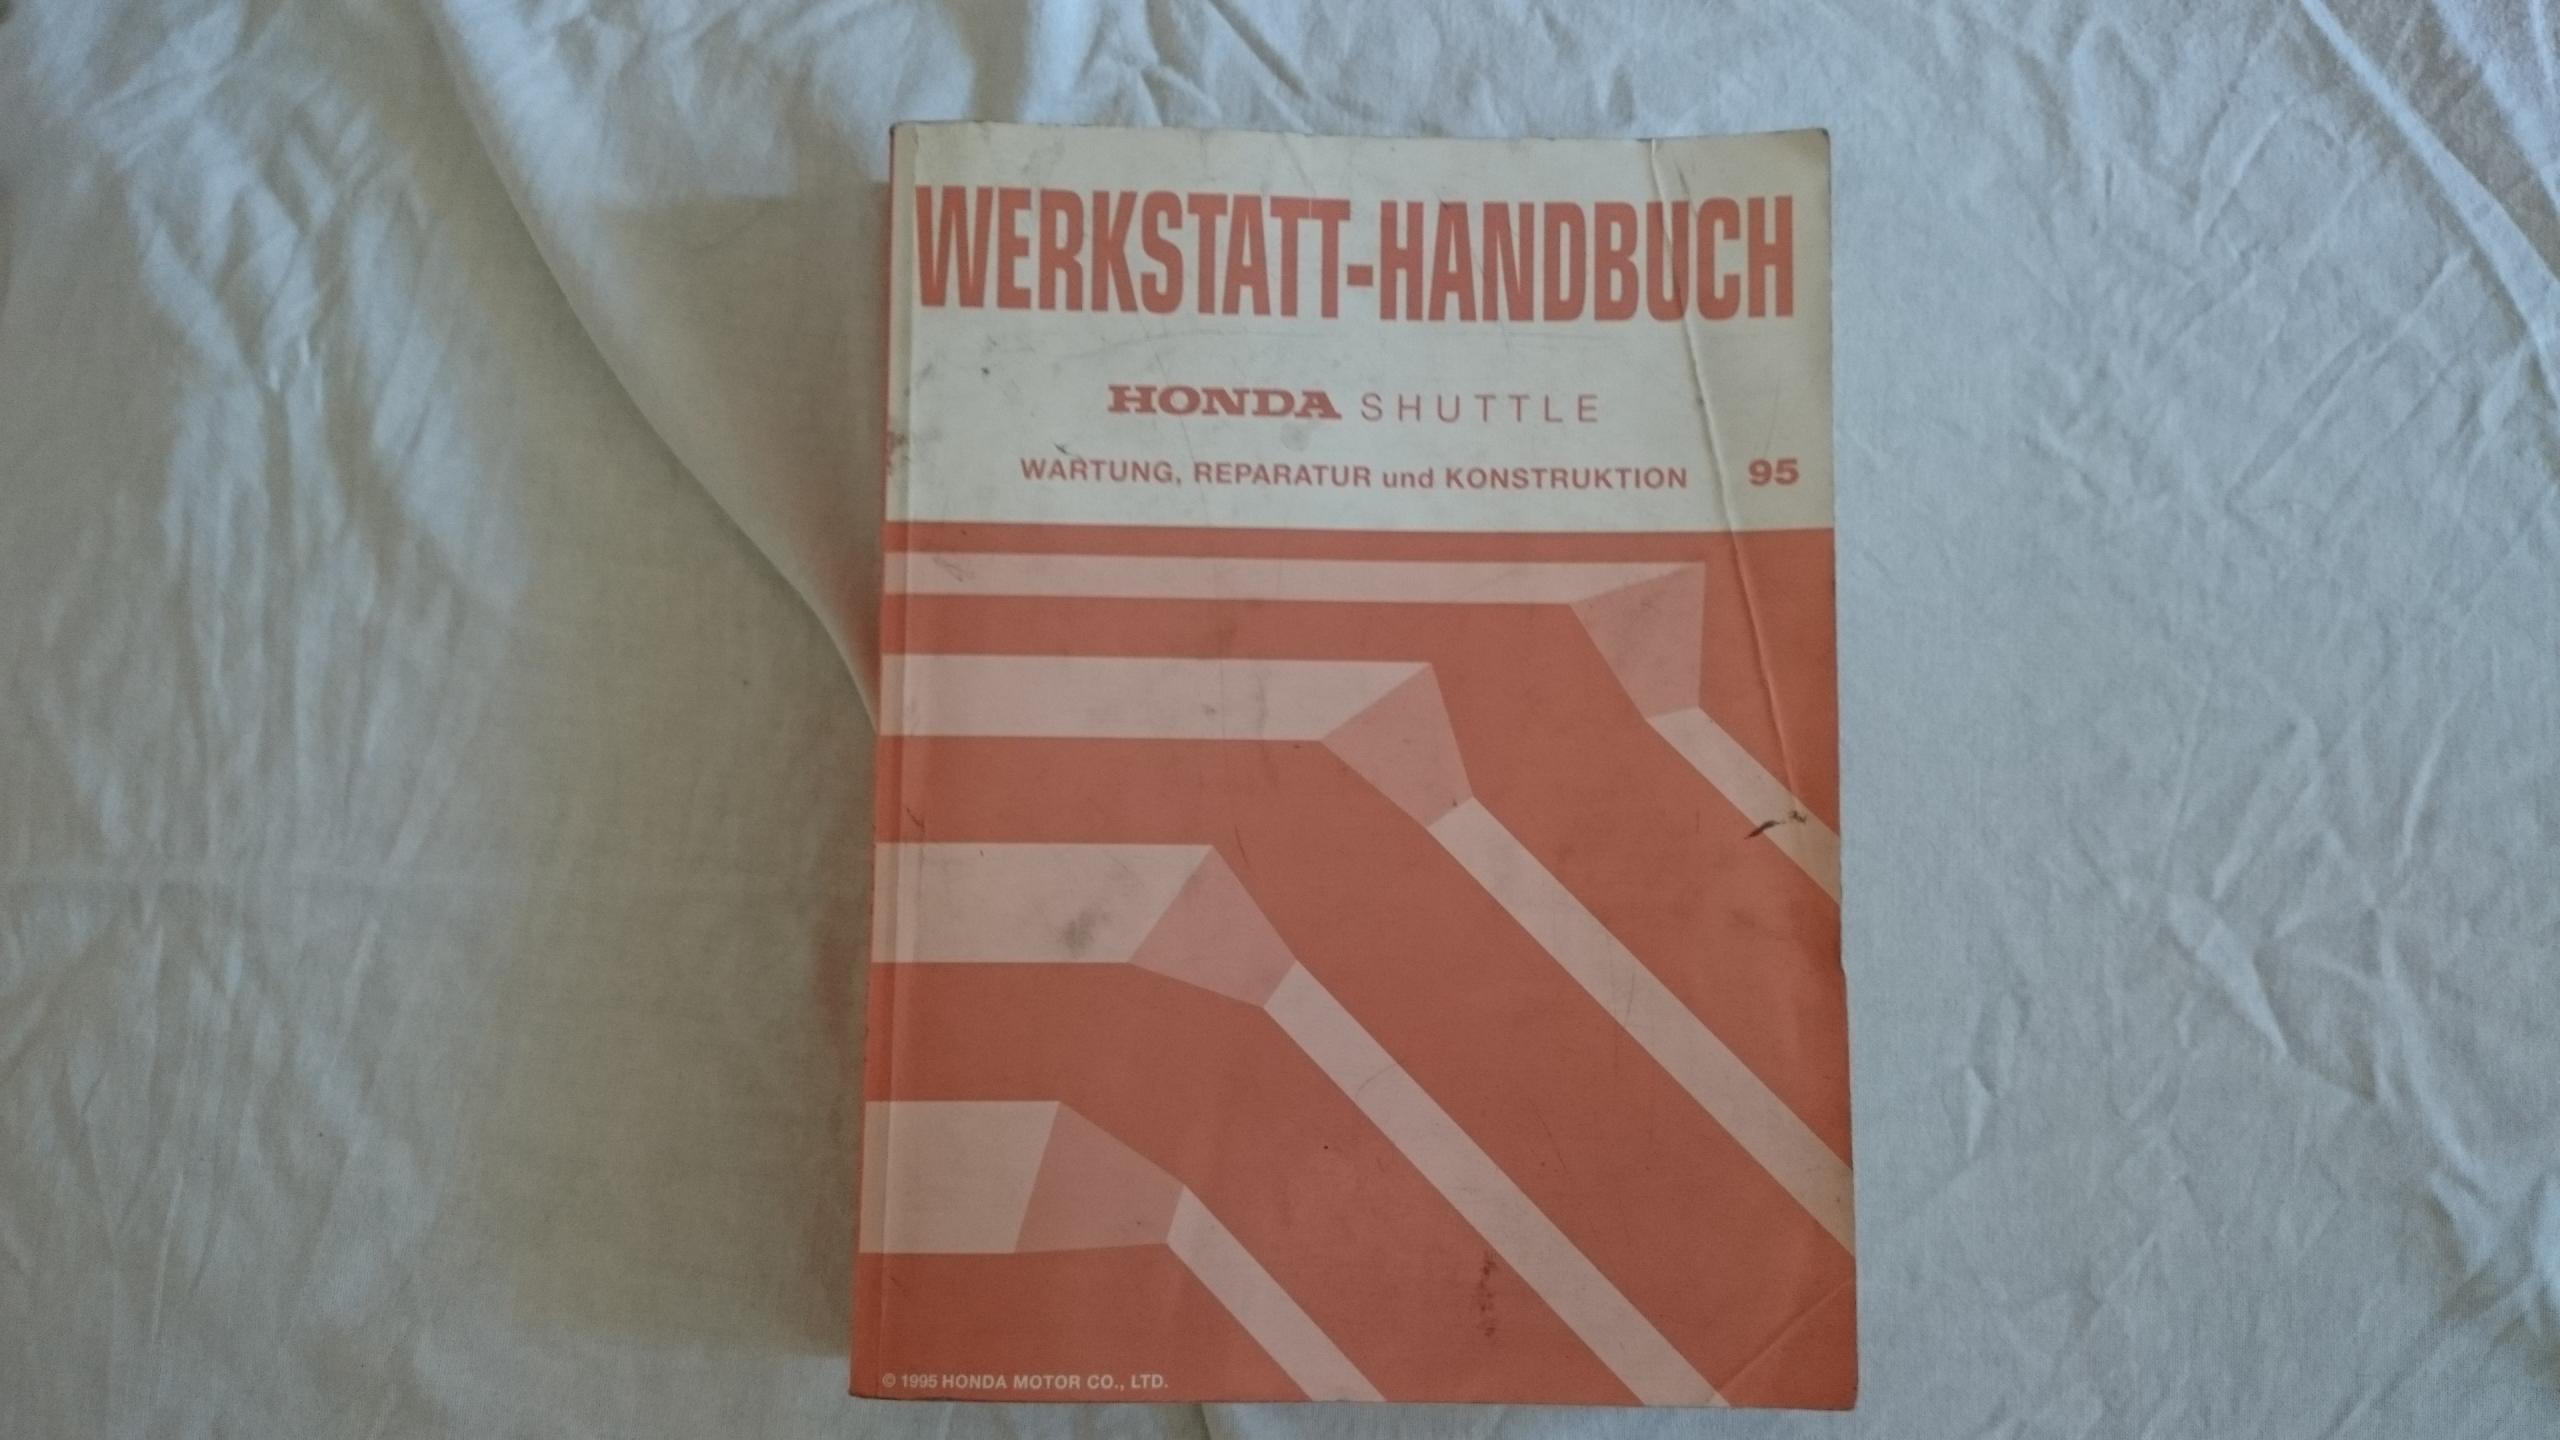 WERKSTATT-HANDBUCH
HONDA SHUTTLE
WARTUNG, REPARATUR und KONSTRUKTION 95
© 1995 HONDA MOTOR CO., LTD.